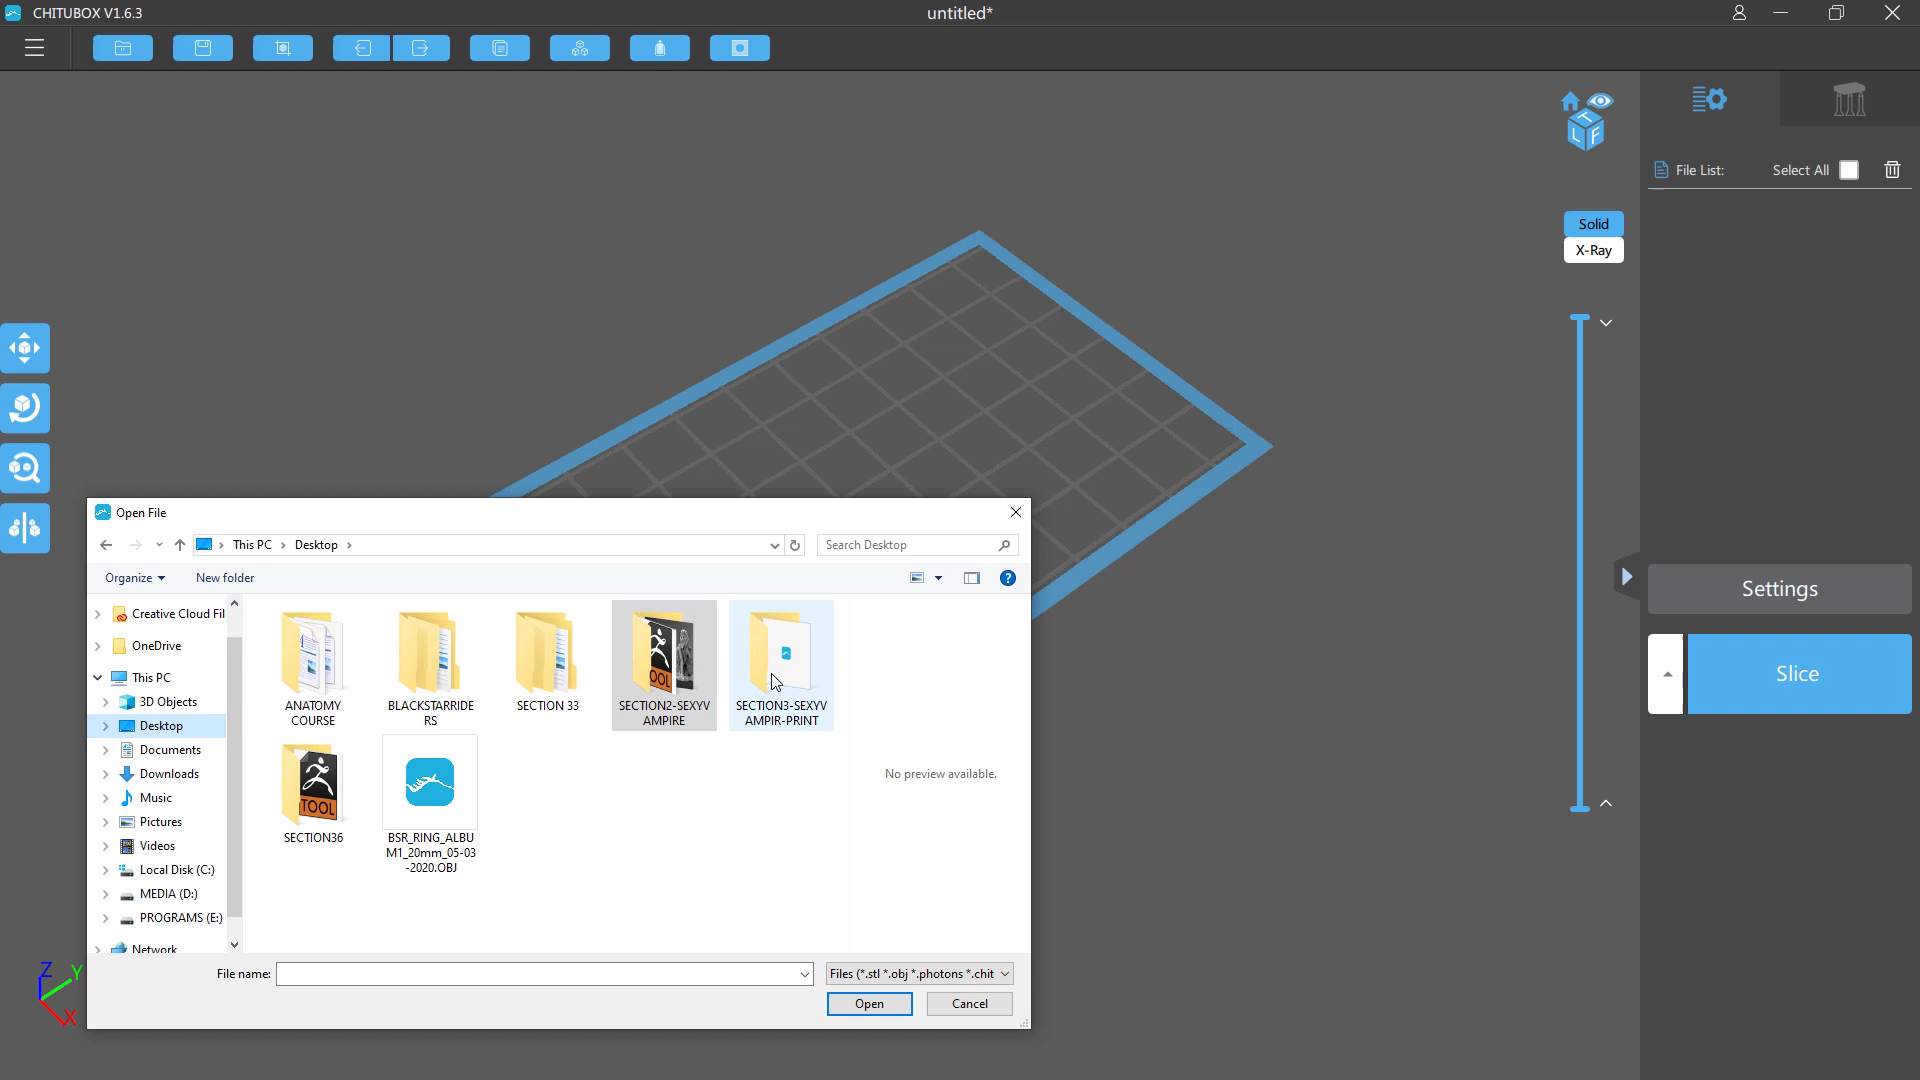 CHITUBOX V1.6.3
untitled*
T
L F
File List:
Select All
Solid
X-Ray
Settings
Slice
Open File
This PC
Desktop
Search Desktop
Organize
New folder
Creative Cloud Fil
OneDrive
This PC
3D Objects
Desktop
Documents
Downloads
Music
Pictures
Videos
Local Disk (C:)
MEDIA (D:)
PROGRAMS (E:)
Network
ANATOMY
COURSE
BLACKSTARRIDE
RS
SECTION 33
OOL
SECTION2-SEXYV
AMPIRE
SECTION3-SEXYV
AMPIR-PRINT
TOOL
SECTION36
BSR_RING_ALBU
M1_20mm_05-03
-2020.OBJ
No preview available.
File name:
Files (*.stl *.obj *.photons *.chit
Open
Cancel
Z
Y
X